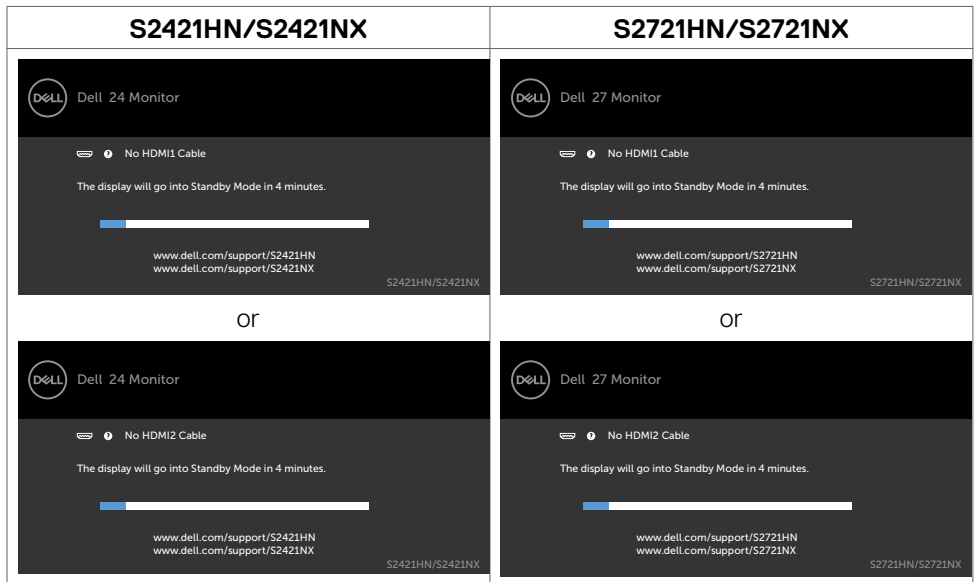 S2421HN/S2421NX
S2721HN/S2721NX
DELL
Dell 24 Monitor
No HDMI1 Cable
The display will go into Standby Mode in 4 minutes.
www.dell.com/support/S2421HN
www.dell.com/support/S2421NX
S2421HN/S2421NX
DELL
Dell 27 Monitor
No HDMI1 Cable
The display will go into Standby Mode in 4 minutes.
www.dell.com/support/S2721HN
www.dell.com/support/S2721NX
S2721HN/S2721NX
or
or
DELL
Dell 24 Monitor
? No HDMI2 Cable
The display will go into Standby Mode in 4 minutes.
www.dell.com/support/S2421HN
www.dell.com/support/S2421NX
S2421HN/S2421NX
DELL
Dell 27 Monitor
? No HDMI2 Cable
The display will go into Standby Mode in 4 minutes.
www.dell.com/support/S2721HN
www.dell.com/support/S2721NX
S2721HN/S2721NX